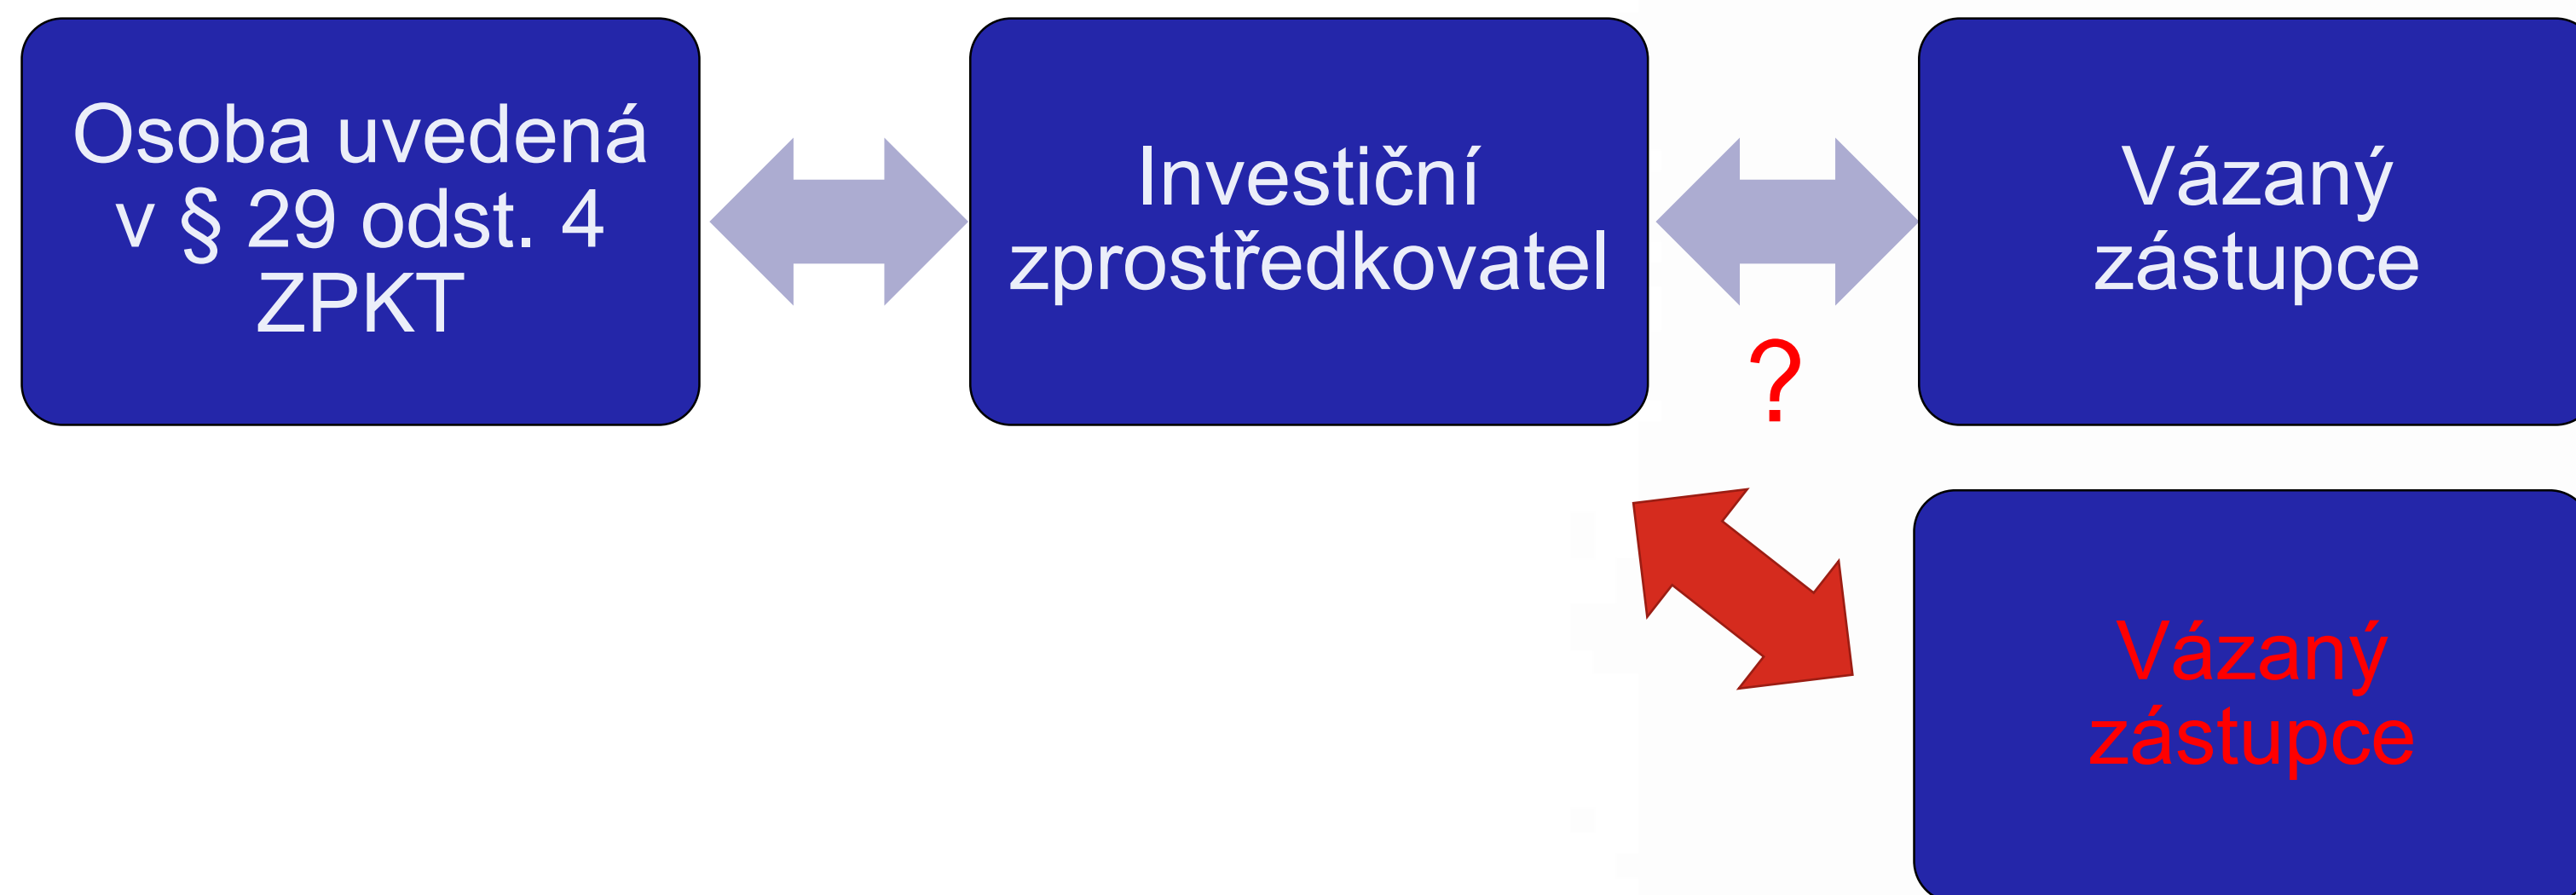 Osoba uvedená
v § 29 odst. 4
ZPKT
Investiční
zprostředkovatel
Vázaný
zástupce
?
Vázaný
zástupce